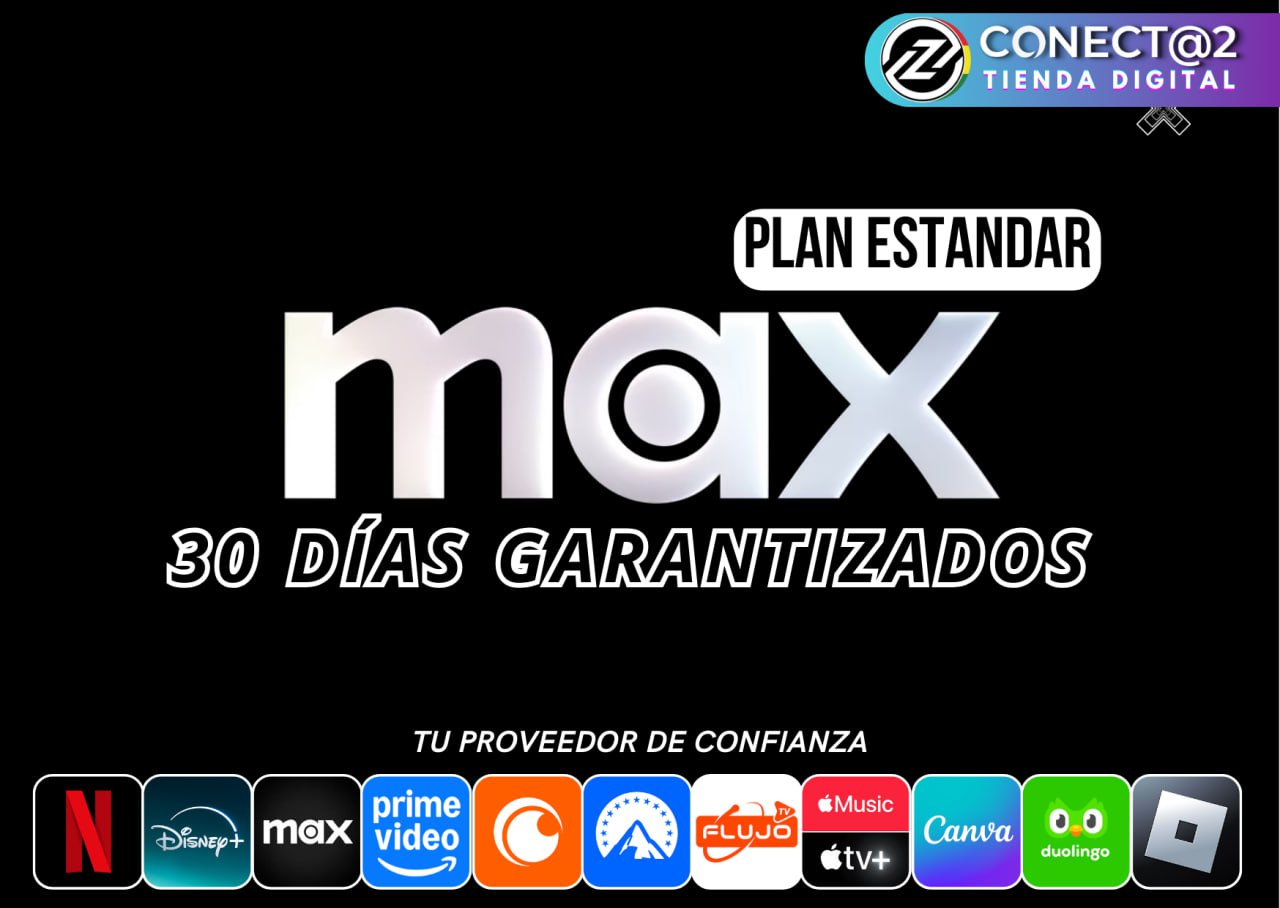 CONECT@2
TIENDA DIGITAL
PLAN ESTANDAR
max
30 DÍAS GARANTIZADOS
TU PROVEEDOR DE CONFIANZA
N
Disney+
max
prime
video
FLUJO
TV
Music
tv+
Canva
duolingo